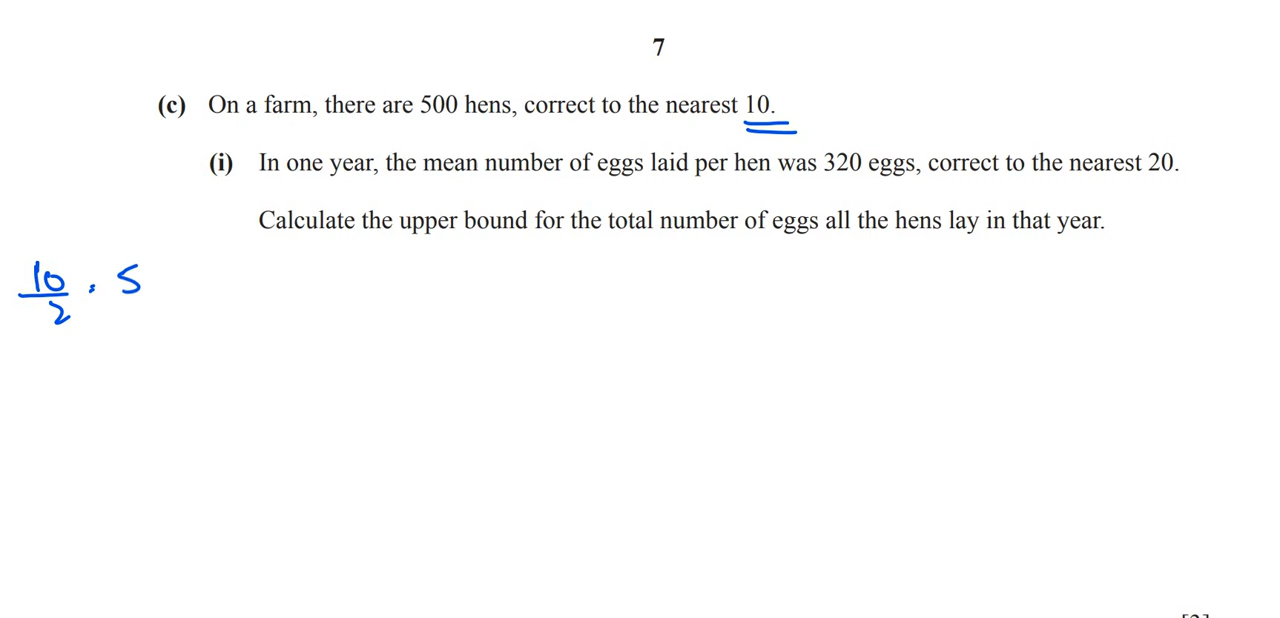 7
(c) On a farm, there are 500 hens, correct to the nearest 10.
(i) In one year, the mean number of eggs laid per hen was 320 eggs, correct to the nearest 20.
Calculate the upper bound for the total number of eggs all the hens lay in that year.
10
2
: 5